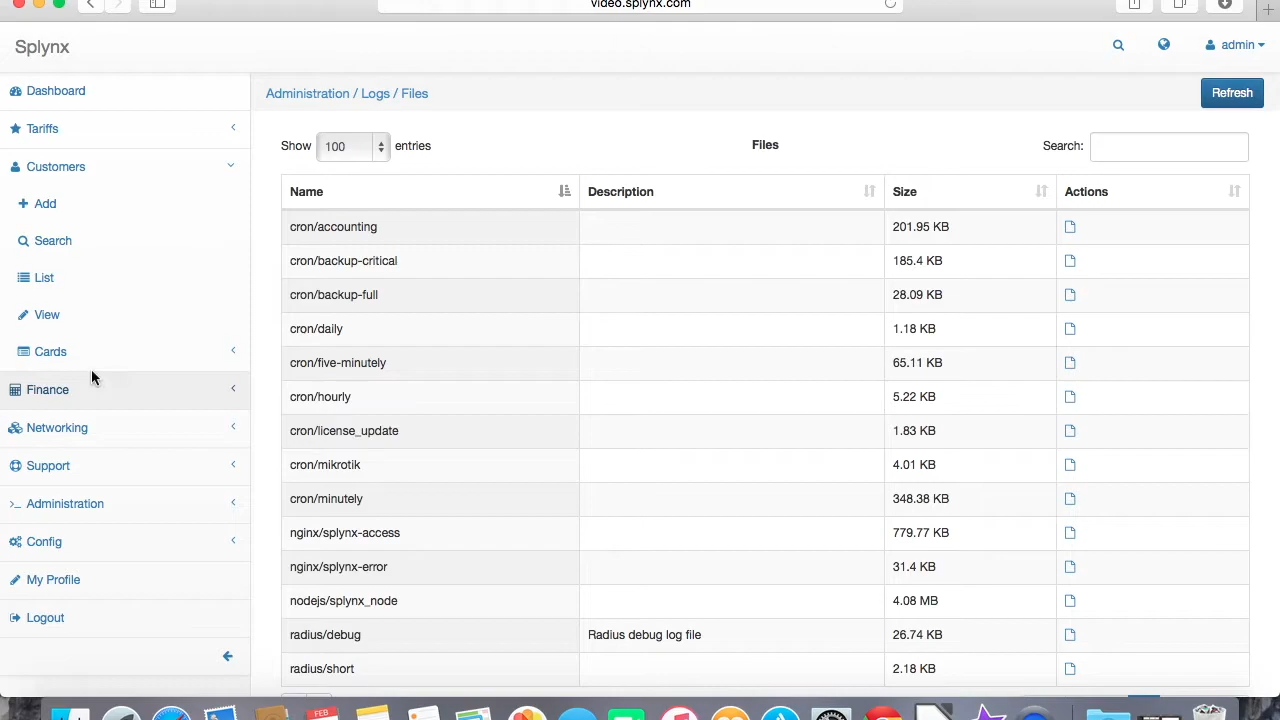 video.splynx.com
Splynx
admin
Dashboard
Tariffs
Customers
Add
Search
List
View
Cards
Finance
Networking
Support
Administration
Config
My Profile
Logout
Administration / Logs / Files
Refresh
Show 100 entries
Files
Search:
Name Description Size Actions
cron/accounting 201.95 KB
cron/backup-critical 185.4 KB
cron/backup-full 28.09 KB
cron/daily 1.18 KB
cron/five-minutely 65.11 KB
cron/hourly 5.22 KB
cron/license_update 1.83 KB
cron/mikrotik 4.01 KB
cron/minutely 348.38 KB
nginx/splynx-access 779.77 KB
nginx/splynx-error 31.4 KB
nodejs/splynx_node 4.08 MB
radius/debug Radius debug log file 26.74 KB
radius/short 2.18 KB
FEB